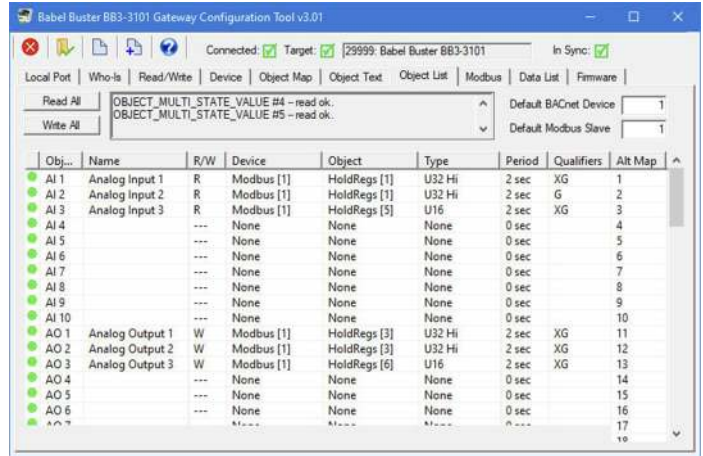 Babel Buster BB3-3101 Gateway Configuration Tool v3.01
Connected: Target: 29999: Babel Buster BB3-3101 In Sync:
Local Port Who-Is Read/Write Device Object Map Object Text Object List Modbus Data List Firmware
Read All
Write All
OBJECT_MULTI_STATE_VALUE #4 -- read ok.
OBJECT_MULTI_STATE_VALUE #5 -- read ok.
Default BACnet Device 1
Default Modbus Slave 1
Obj... Name R/W Device Object Type Period Qualifiers Alt Map
AI 1 Analog Input 1 R Modbus [1] HoldRegs [1] U32 Hi 2 sec XG 1
AI 2 Analog Input 2 R Modbus [1] HoldRegs [1] U32 Hi 2 sec G 2
AI 3 Analog Input 3 R Modbus [1] HoldRegs [5] U16 2 sec XG 3
AI 4 --- None None None 0 sec 4
AI 5 --- None None None 0 sec 5
AI 6 --- None None None 0 sec 6
AI 7 --- None None None 0 sec 7
AI 8 --- None None None 0 sec 8
AI 9 --- None None None 0 sec 9
AI 10 --- None None None 0 sec 10
AO 1 Analog Output 1 W Modbus [1] HoldRegs [3] U32 Hi 2 sec XG 11
AO 2 Analog Output 2 W Modbus [1] HoldRegs [3] U32 Hi 2 sec XG 12
AO 3 Analog Output 3 W Modbus [1] HoldRegs [6] U16 2 sec XG 13
AO 4 --- None None None 0 sec 14
AO 5 --- None None None 0 sec 15
AO 6 --- None None None 0 sec 16
17